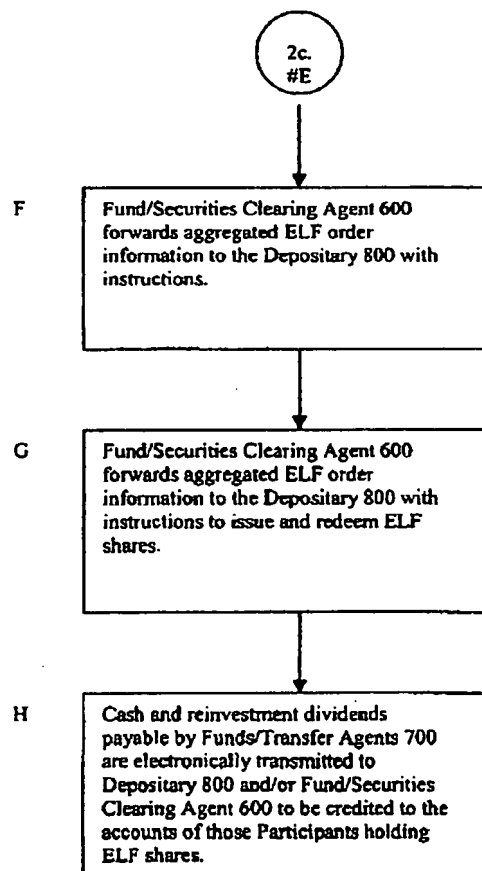 2c.
#E
F
Fund/Securities Clearing Agent 600
forwards aggregated ELF order
information to the Depositary 800 with
instructions.
G
Fund/Securities Clearing Agent 600
forwards aggregated ELF order
information to the Depositary 800 with
instructions to issue and redeem ELF
shares.
H
Cash and reinvestment dividends
payable by Funds/Transfer Agents 700
are electronically transmitted to
Depositary 800 and/or Fund/Securities
Clearing Agent 600 to be credited to the
accounts of those Participants holding
ELF shares.